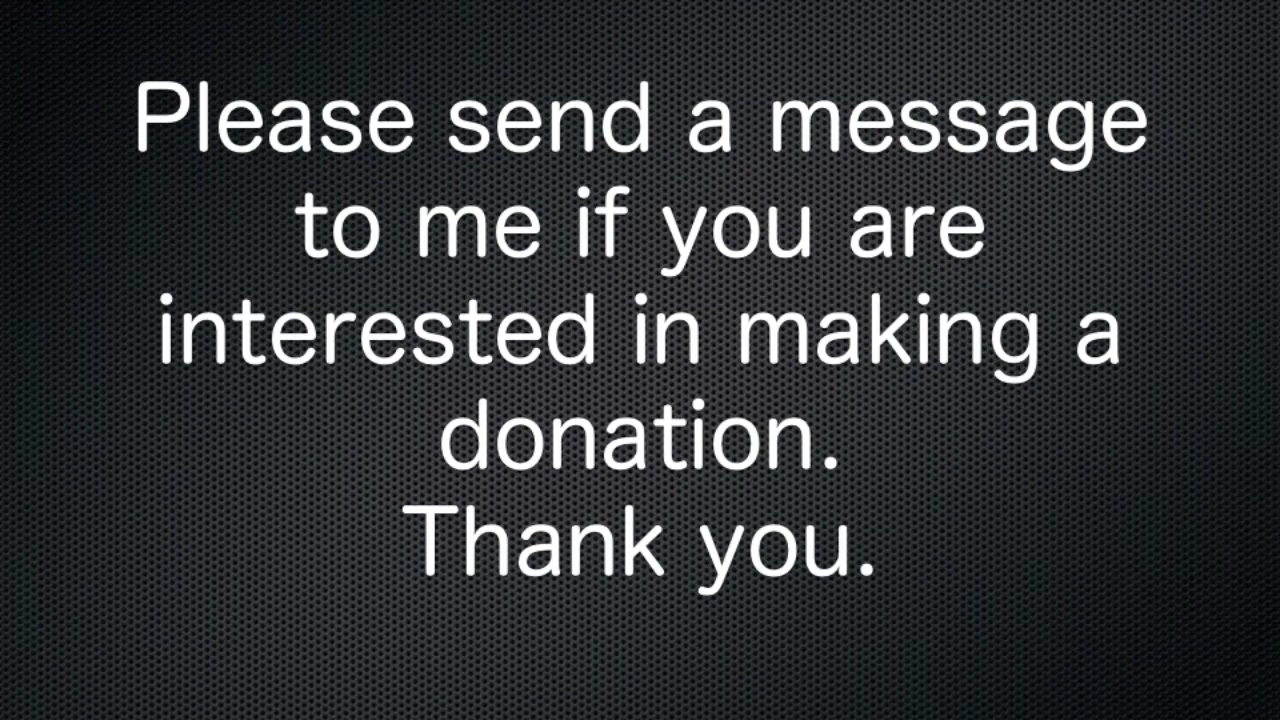 Please send a message
to me if you are
interested in making a
donation.
Thank you.